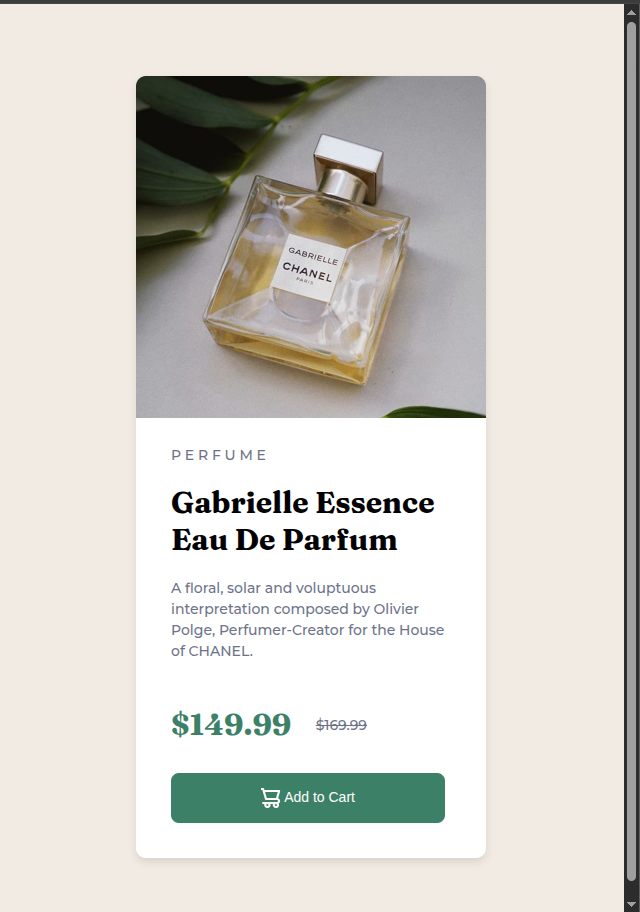 GABRIELLE
CHANEL
PARIS
PERFUME
Gabrielle Essence
Eau De Parfum
A floral, solar and voluptuous
interpretation composed by Olivier
Polge, Perfumer-Creator for the House
of CHANEL.
$149.99 $169.99
Add to Cart